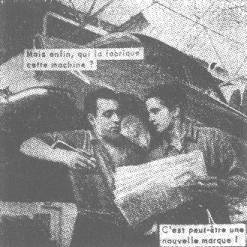 Mais enfin, qui la fabrique
cette machine ?
C'est peut-être une
nouvelle marque !